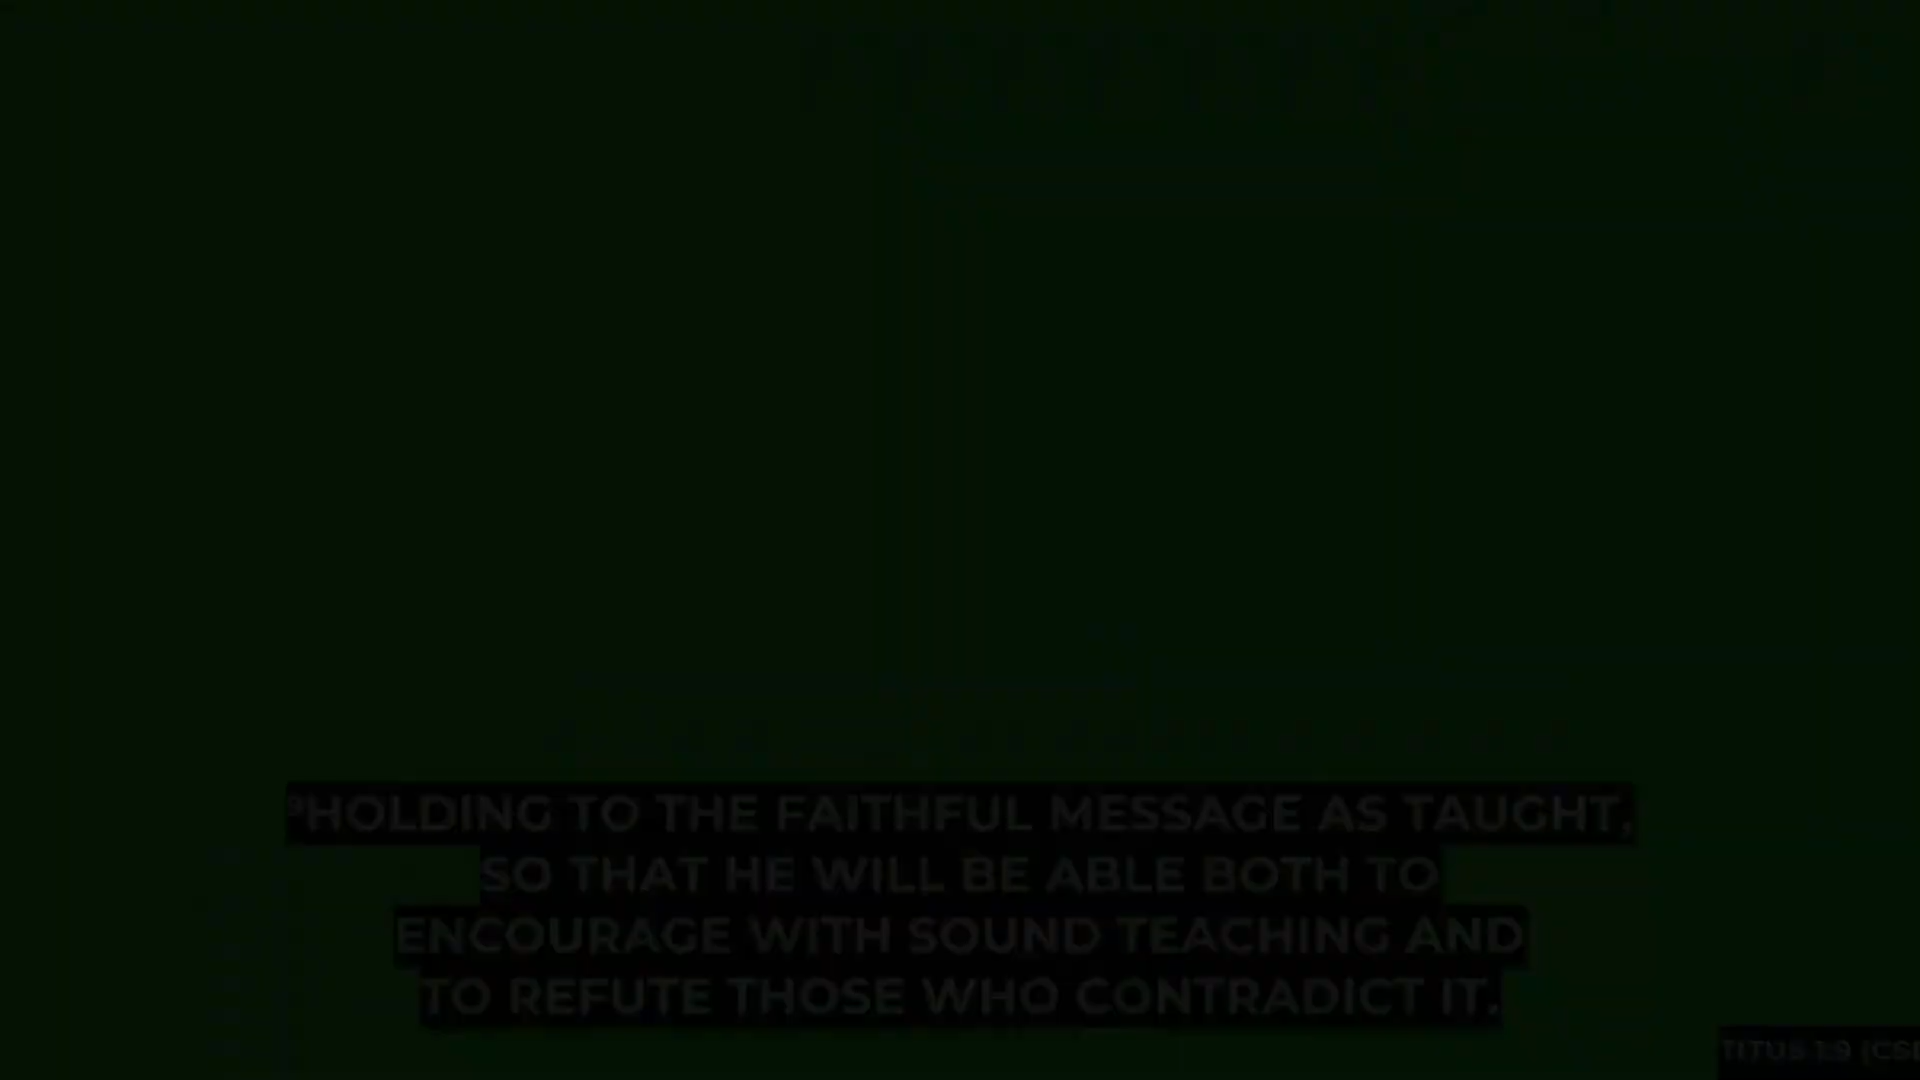 ⁹HOLDING TO THE FAITHFUL MESSAGE AS TAUGHT,
SO THAT HE WILL BE ABLE BOTH TO
ENCOURAGE WITH SOUND TEACHING AND
TO REFUTE THOSE WHO CONTRADICT IT.
TITUS 1:9 (CSB